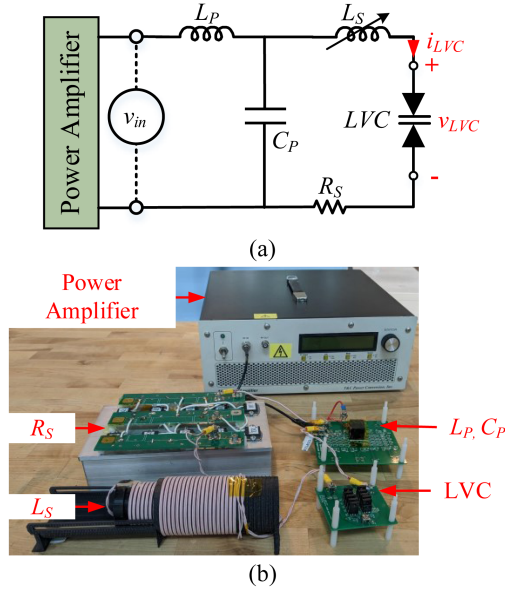 L_P
L_S
i_LVC
+
Power Amplifier
v_in
C_P
LVC
v_LVC
R_S
-
(a)
Power
Amplifier
R_S
L_P, C_P
L_S
LVC
(b)